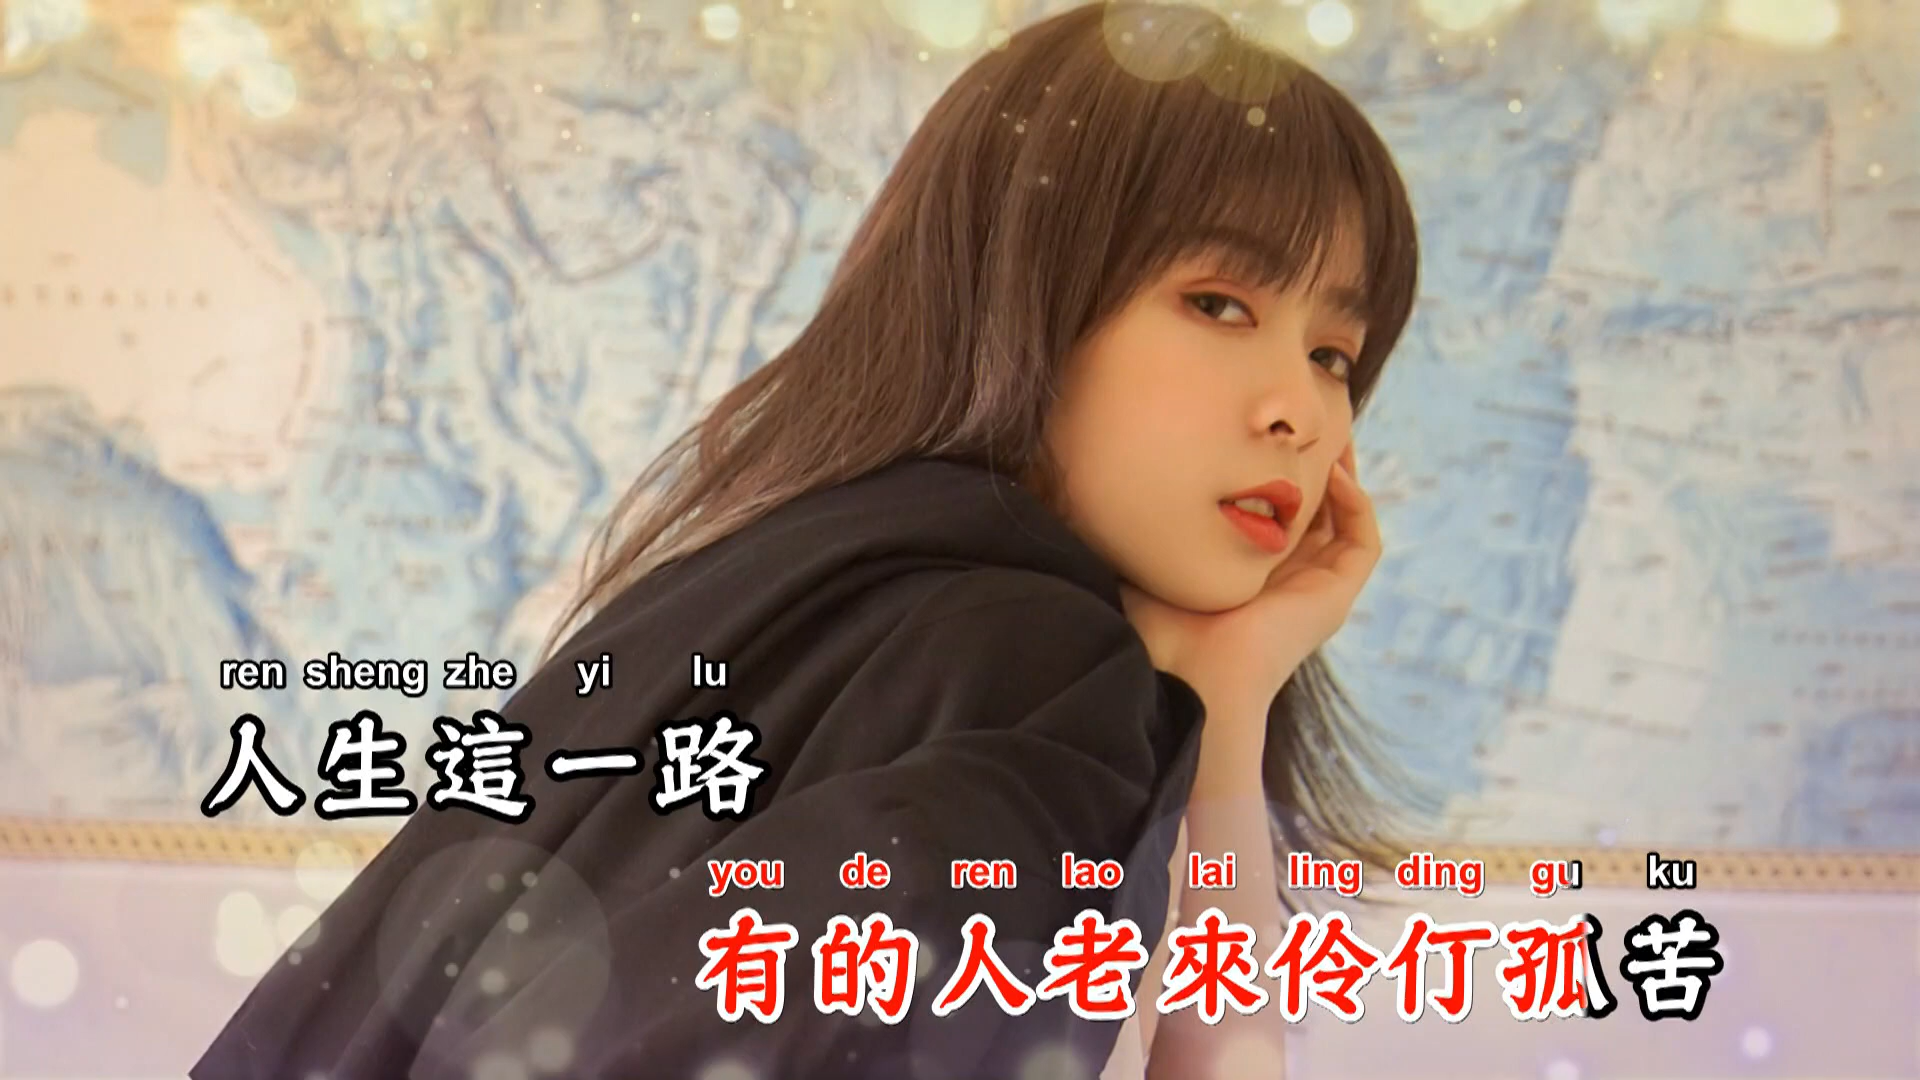 STRALIA
ren sheng zhe yi lu
人生這一路
you de ren lao lai ling ding gu ku
有的人老來伶仃孤苦